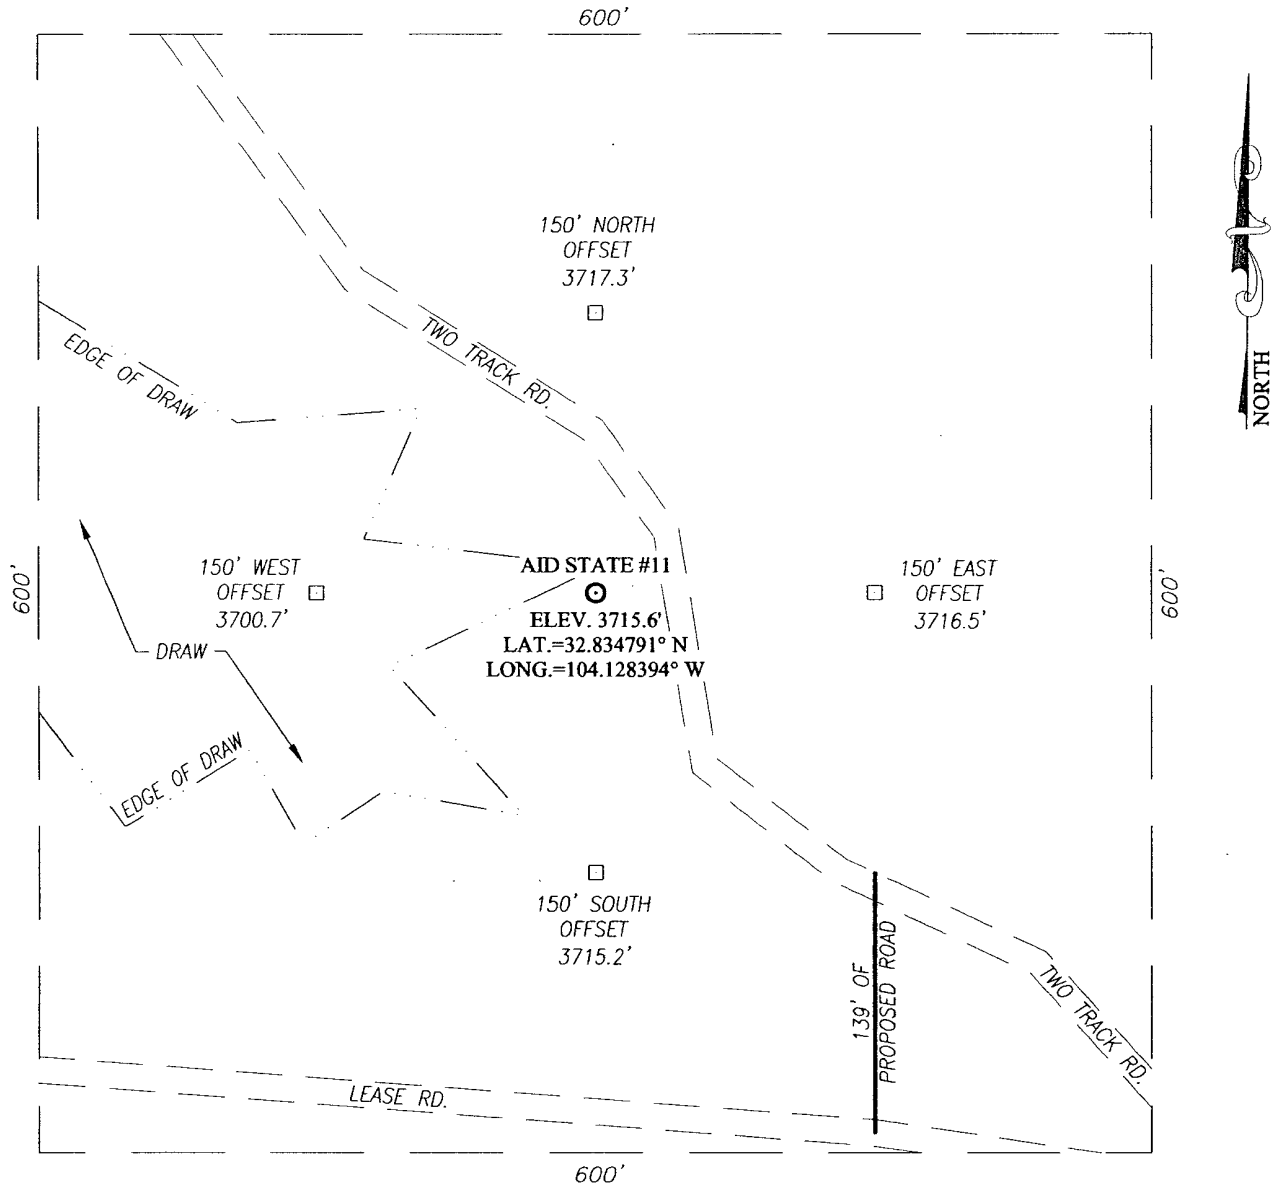 600'
150' NORTH
OFFSET
3717.3'
NORTH
TWO TRACK RD.
EDGE OF DRAW
600'
150' WEST
OFFSET
3700.7'
AID STATE #11
ELEV. 3715.6'
LAT.=32.834791° N
LONG.=104.128394° W
150' EAST
OFFSET
3716.5'
600'
DRAW
EDGE OF DRAW
150' SOUTH
OFFSET
3715.2'
139' OF
PROPOSED ROAD
TWO TRACK RD.
LEASE RD.
600'